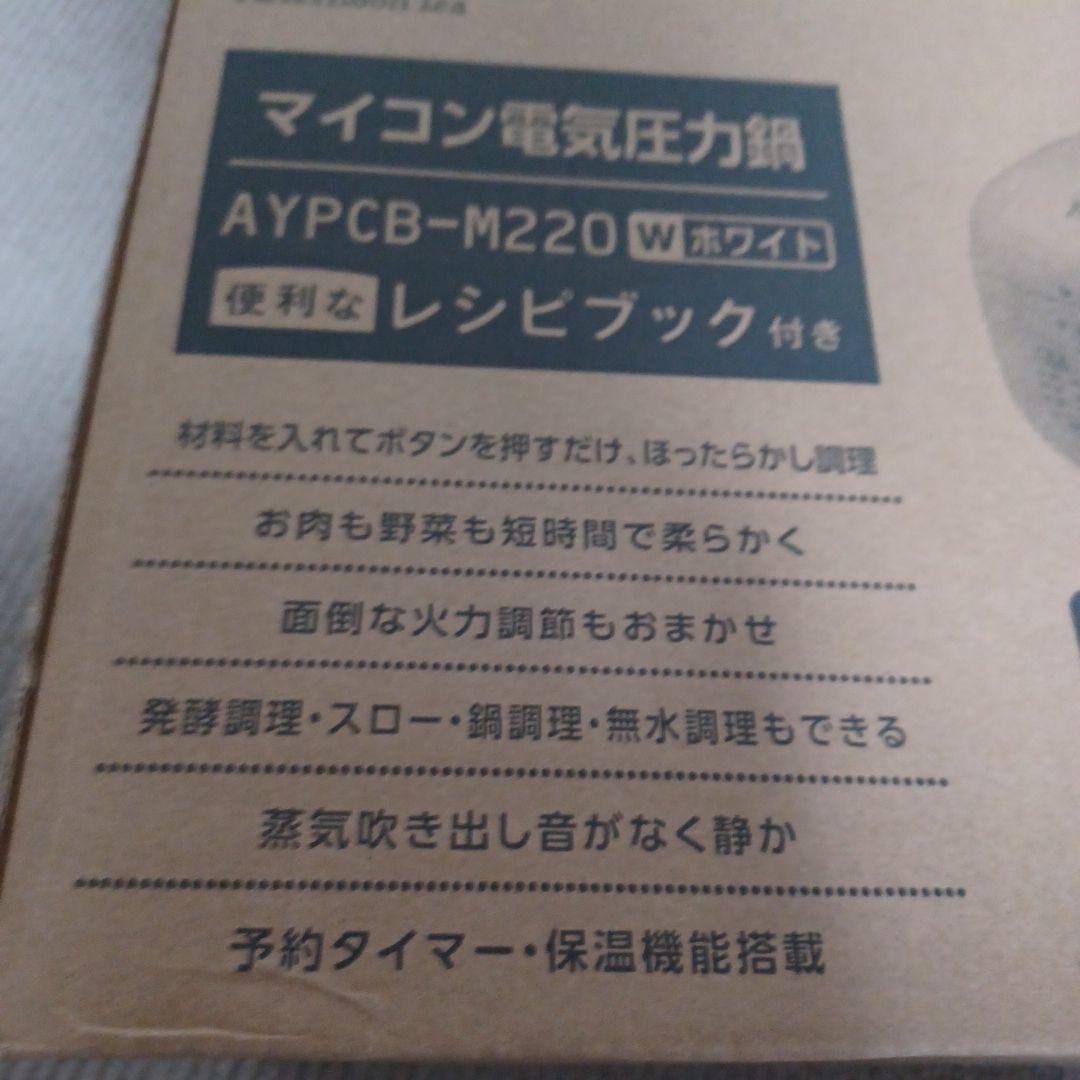 マイコン電気圧力鍋
AYPCB-M220 W ホワイト
便利な レシピブック付き
材料を入れてボタンを押すだけ、ほったらかし調理
お肉も野菜も短時間で柔らかく
面倒な火力調節もおまかせ
発酵調理・スロー・鍋調理・無水調理もできる
蒸気吹き出し音がなく静か
予約タイマー・保温機能搭載